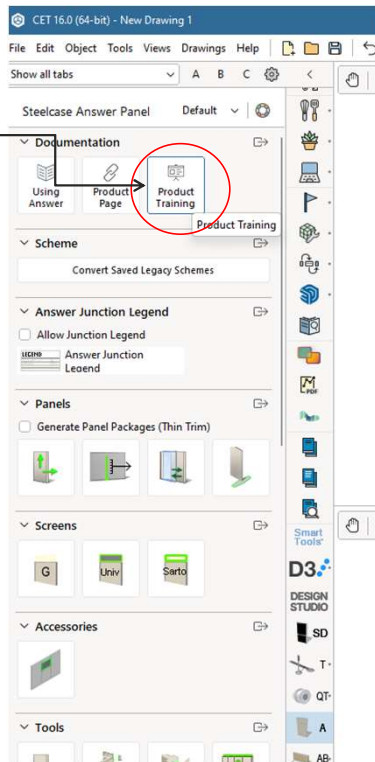 CET 16.0 (64-bit) - New Drawing 1
File Edit Object Tools Views Drawings Help
Show all tabs A B C
Steelcase Answer Panel Default
Documentation
Using Answer
Product Page
Product Training
Product Training
Scheme
Convert Saved Legacy Schemes
Answer Junction Legend
Allow Junction Legend
LEGEND Answer Junction Legend
Panels
Generate Panel Packages (Thin Trim)
Screens
G
Univ
Sarto
Accessories
Tools
PDF
Smart Tools
D3
DESIGN STUDIO
SD
T
QT
A
AB